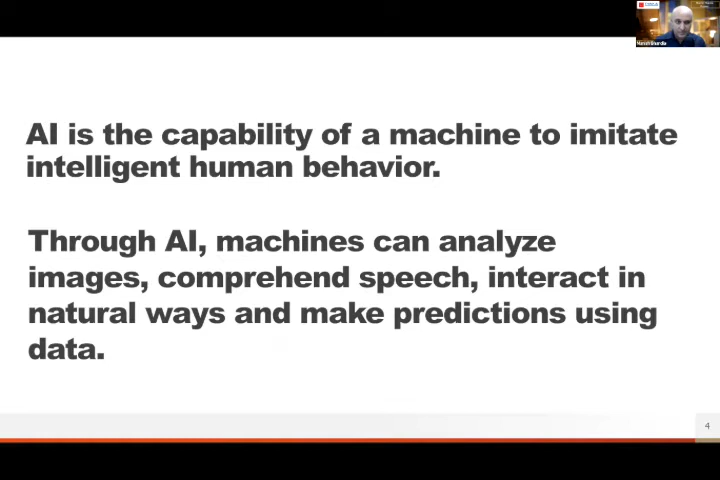 AI is the capability of a machine to imitate
intelligent human behavior.
Through AI, machines can analyze
images, comprehend speech, interact in
natural ways and make predictions using
data.
4